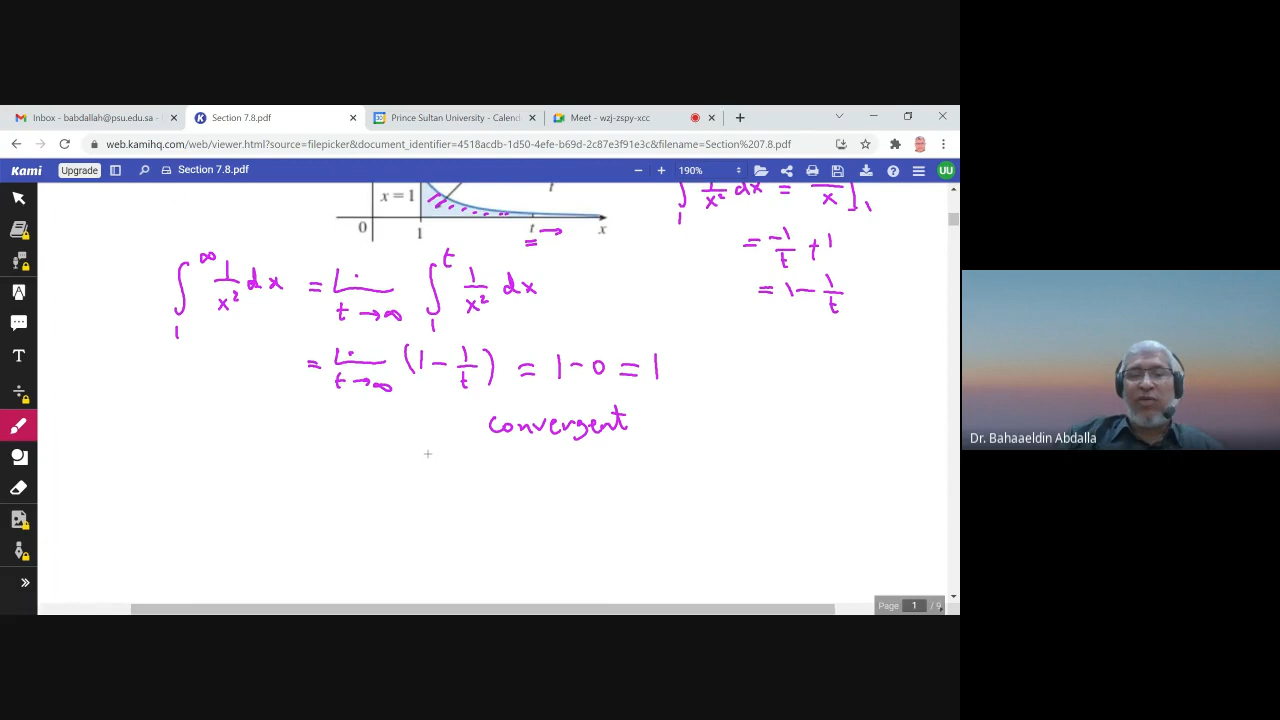 Inbox - babdallah@psu.edu.sa - Section 7.8.pdf Prince Sultan University - Calend Meet - wzj-zspy-xcc
web.kamihq.com/web/viewer.html?source=filepicker&document_identifier=4518acdb-1d50-4efe-b69d-2c87e3f91e3c&filename=Section%207.8.pdf
Kami Upgrade Section 7.8.pdf 190% UU
x = 1 t ∫₁ 1/x² dx = x ]₁
0 1 t x = -1/t + 1
∫₁^∞ 1/x² dx = Lim t→∞ ∫₁^t 1/x² dx = 1 - 1/t
= Lim t→∞ (1 - 1/t) = 1 - 0 = 1
convergent
Dr. Bahaaeldin Abdalla
Page 1 / 9